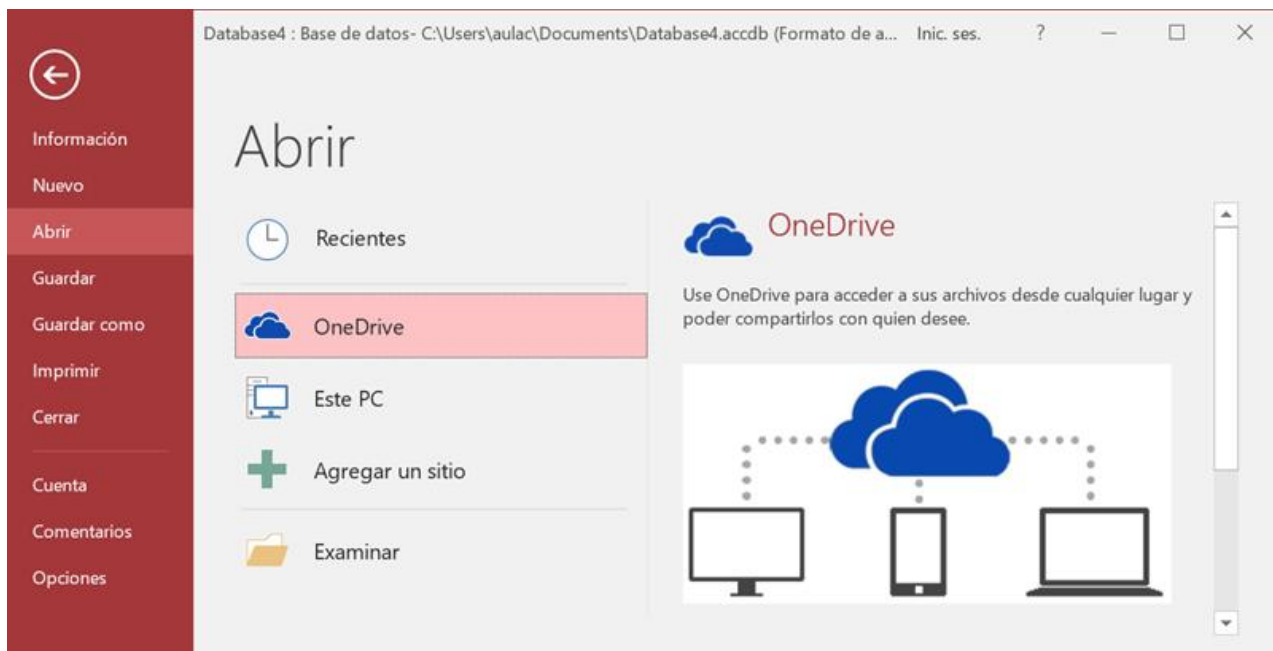 Database4 : Base de datos- C:\Users\aulac\Documents\Database4.accdb (Formato de a... Inic. ses. ?
Información
Nuevo
Abrir
Guardar
Guardar como
Imprimir
Cerrar
Cuenta
Comentarios
Opciones
Abrir
Recientes
OneDrive
Este PC
Agregar un sitio
Examinar
OneDrive
Use OneDrive para acceder a sus archivos desde cualquier lugar y
poder compartirlos con quien desee.